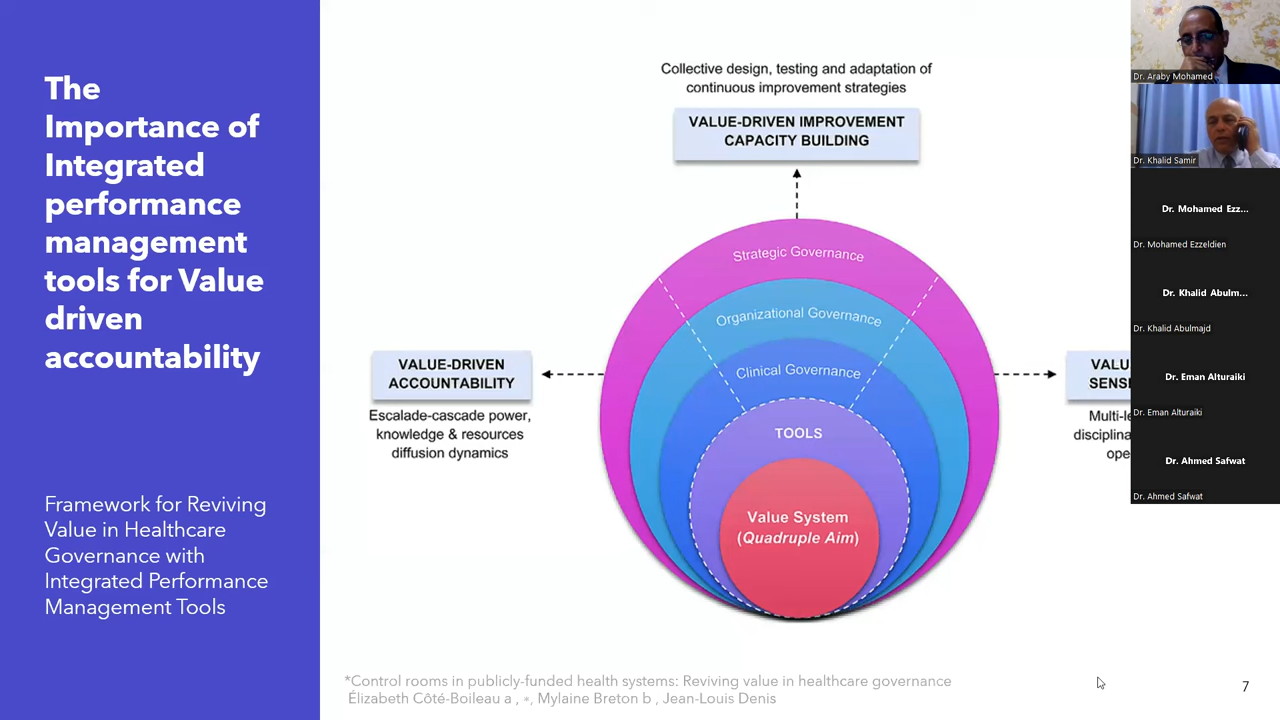 The
Importance of
Integrated
performance
management
tools for Value
driven
accountability
Framework for Reviving
Value in Healthcare
Governance with
Integrated Performance
Management Tools
Collective design, testing and adaptation of
continuous improvement strategies
VALUE-DRIVEN IMPROVEMENT
CAPACITY BUILDING
Strategic Governance
Organizational Governance
Clinical Governance
TOOLS
Value System
(Quadruple Aim)
VALUE-DRIVEN
ACCOUNTABILITY
Escalade-cascade power,
knowledge & resources
diffusion dynamics
VALU
SENSE
Multi-le
disciplina
ope
*Control rooms in publicly-funded health systems: Reviving value in healthcare governance
Élizabeth Côté-Boileau a , *, Mylaine Breton b , Jean-Louis Denis
7
Dr. Araby Mohamed
Dr. Khalid Samir
Dr. Mohamed Ezz...
Dr. Mohamed Ezzeldien
Dr. Khalid Abulm...
Dr. Khalid Abulmajd
Dr. Eman Alturaiki
Dr. Eman Alturaiki
Dr. Ahmed Safwat
Dr. Ahmed Safwat